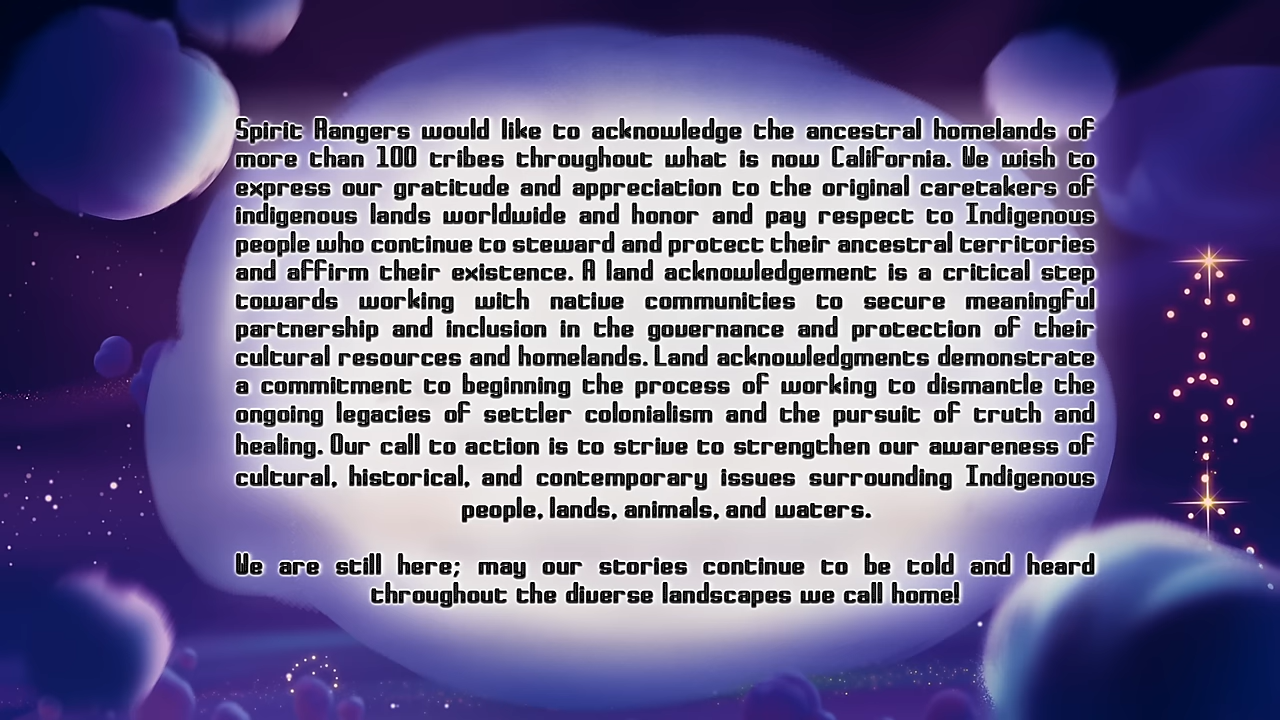 Spirit Rangers would like to acknowledge the ancestral homelands of
more than 100 tribes throughout what is now California. We wish to
express our gratitude and appreciation to the original caretakers of
indigenous lands worldwide and honor and pay respect to Indigenous
people who continue to steward and protect their ancestral territories
and affirm their existence. A land acknowledgement is a critical step
towards working with native communities to secure meaningful
partnership and inclusion in the governance and protection of their
cultural resources and homelands. Land acknowledgments demonstrate
a commitment to beginning the process of working to dismantle the
ongoing legacies of settler colonialism and the pursuit of truth and
healing. Our call to action is to strive to strengthen our awareness of
cultural, historical, and contemporary issues surrounding Indigenous
people, lands, animals, and waters.
We are still here; may our stories continue to be told and heard
throughout the diverse landscapes we call home!